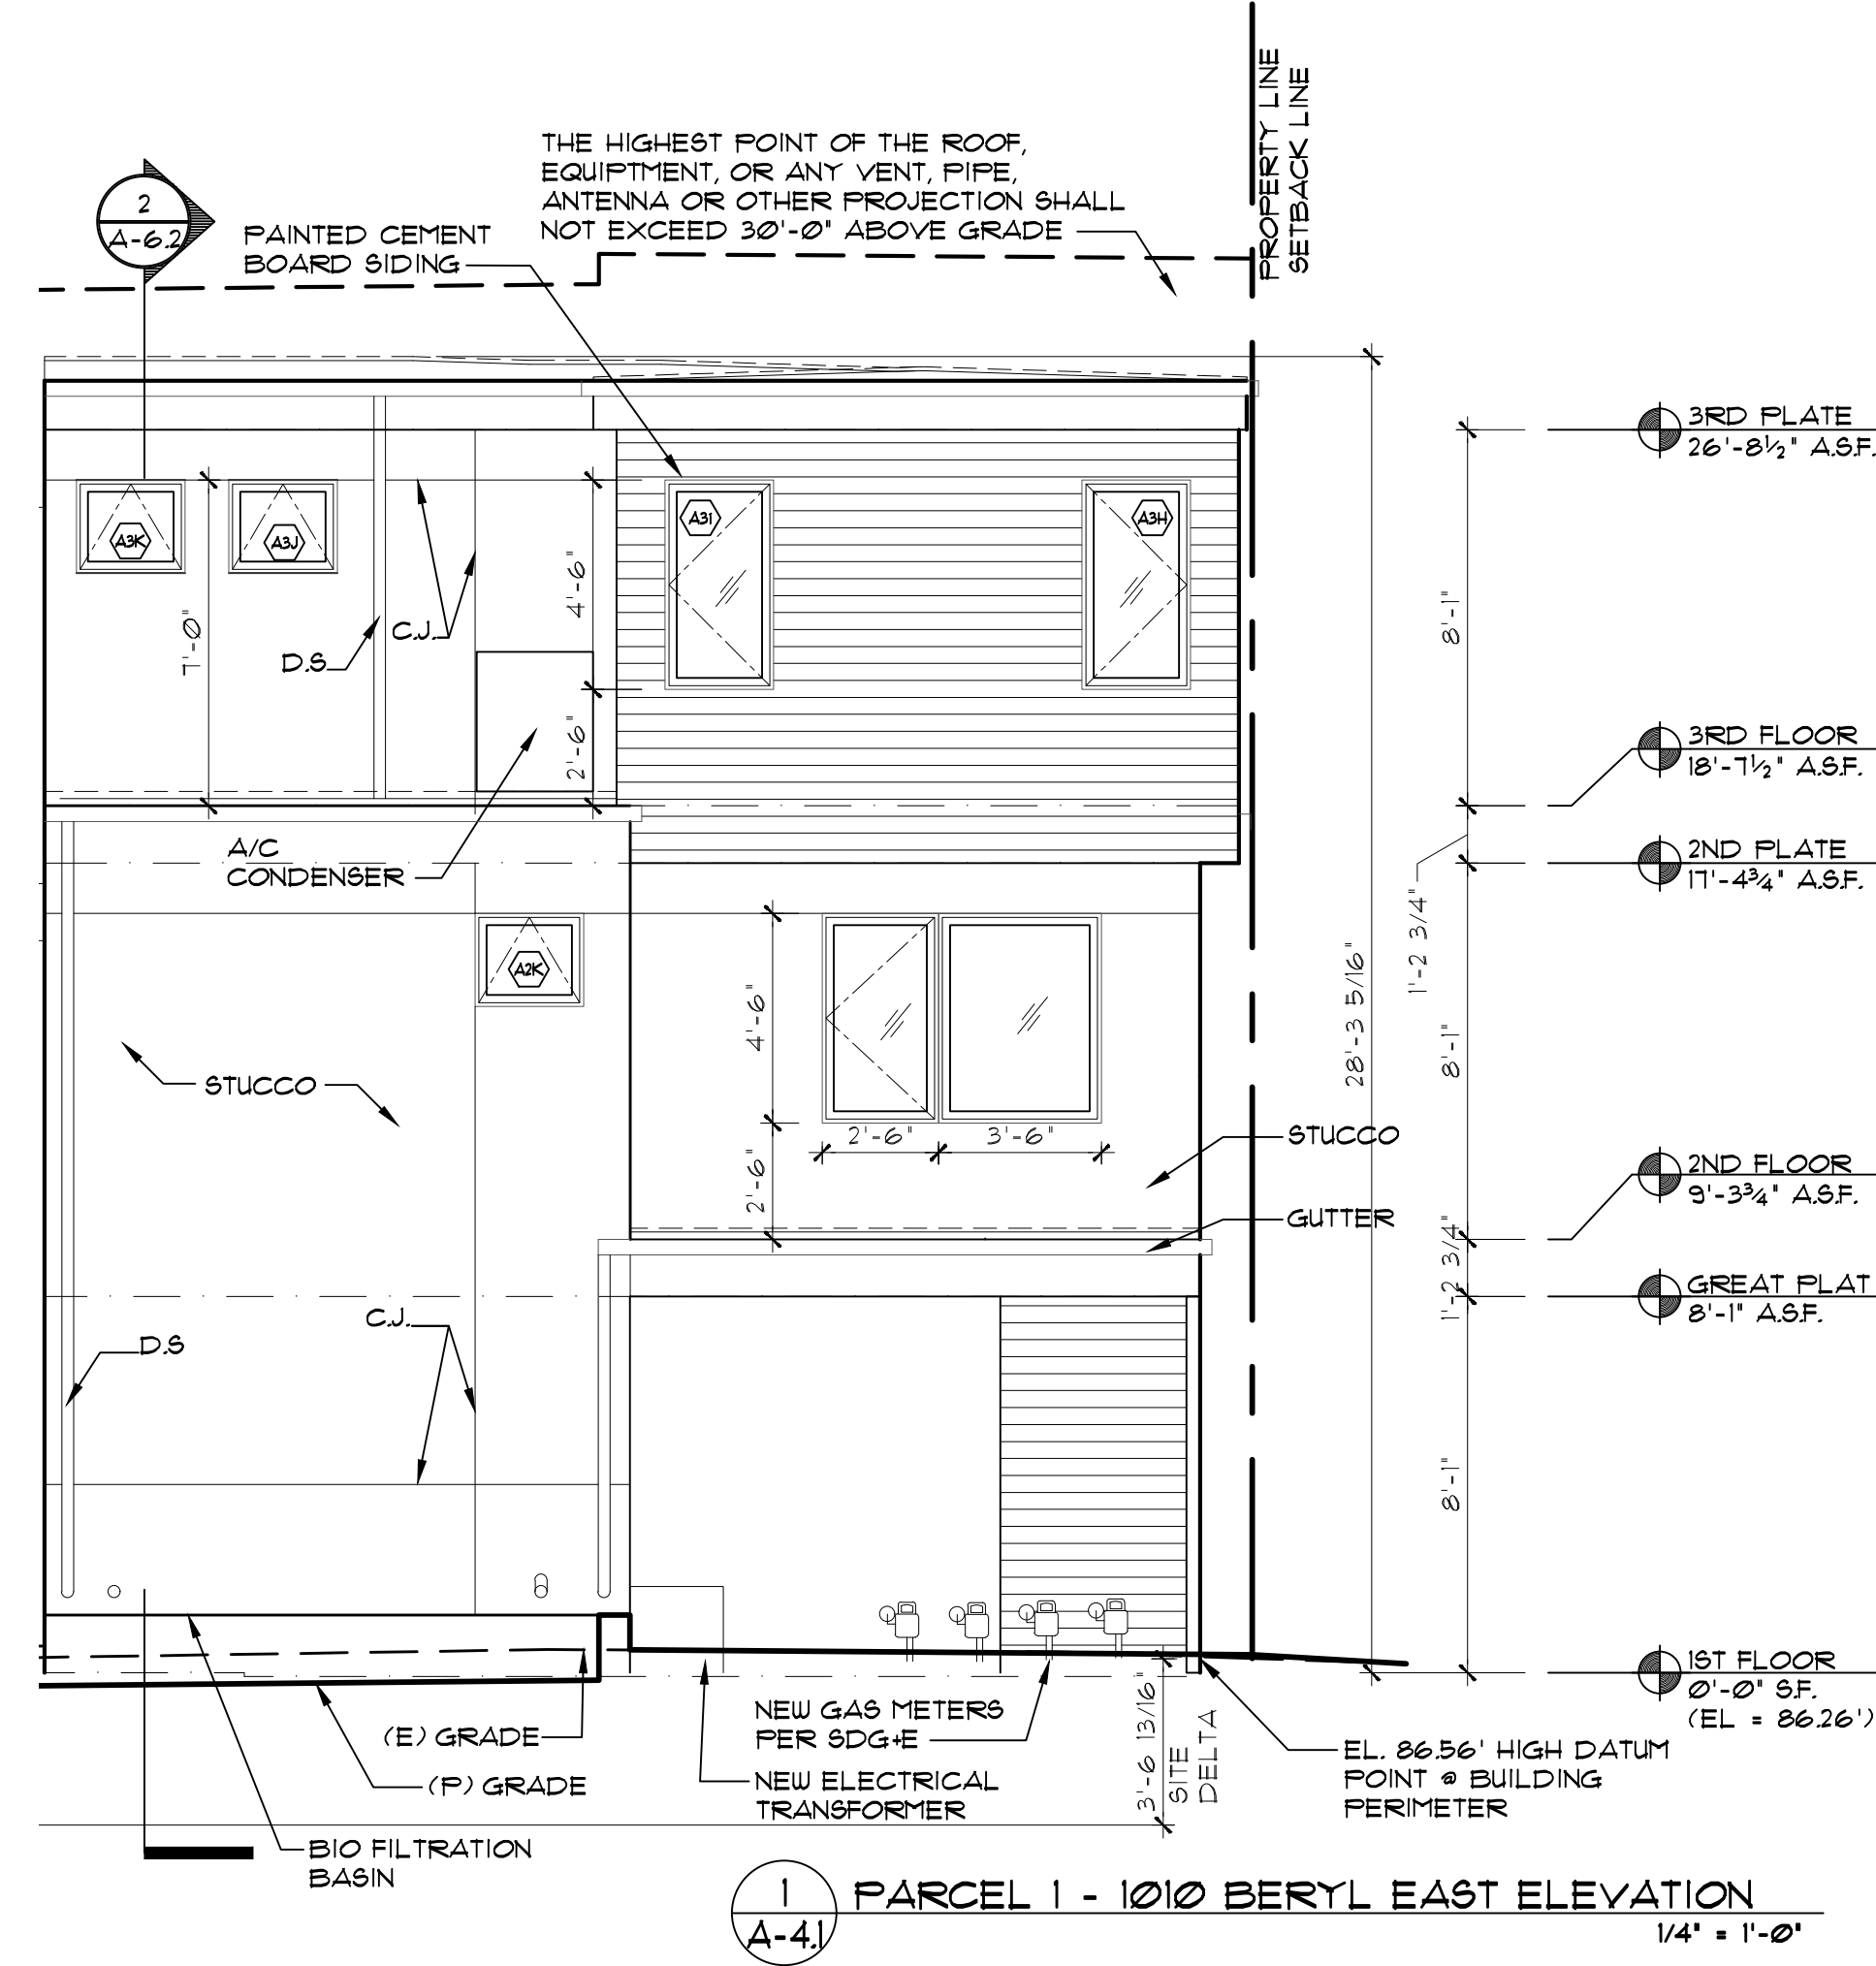 PROPERTY LINE
SETBACK LINE
THE HIGHEST POINT OF THE ROOF,
EQUIPTMENT, OR ANY VENT, PIPE,
ANTENNA OR OTHER PROJECTION SHALL
NOT EXCEED 30'-0" ABOVE GRADE
2
A-6.2
PAINTED CEMENT
BOARD SIDING
3RD PLATE
26'-8½" A.S.F.
A3K
A3J
A3I
A3H
4'-6"
7'-0"
C.J.
D.S
8'-1"
2'-6"
3RD FLOOR
18'-7½" A.S.F.
A/C
CONDENSER
2ND PLATE
17'-4¾" A.S.F.
1'-2 3/4"
A2K
28'-3 5/16"
4'-6"
8'-1"
STUCCO
2'-6"
3'-6"
STUCCO
2'-6"
2ND FLOOR
9'-3¾" A.S.F.
GUTTER
1'-2 3/4"
GREAT PLAT
8'-1" A.S.F.
C.J.
D.S
8'-1"
1ST FLOOR
0'-0" S.F.
(EL = 86.26')
(E) GRADE
(P) GRADE
NEW GAS METERS
PER SDG+E
NEW ELECTRICAL
TRANSFORMER
3'-6 13/16"
SITE
DELTA
EL. 86.56' HIGH DATUM
POINT @ BUILDING
PERIMETER
BIO FILTRATION
BASIN
1
A-4.1
PARCEL 1 - 1010 BERYL EAST ELEVATION
1/4" = 1'-0"